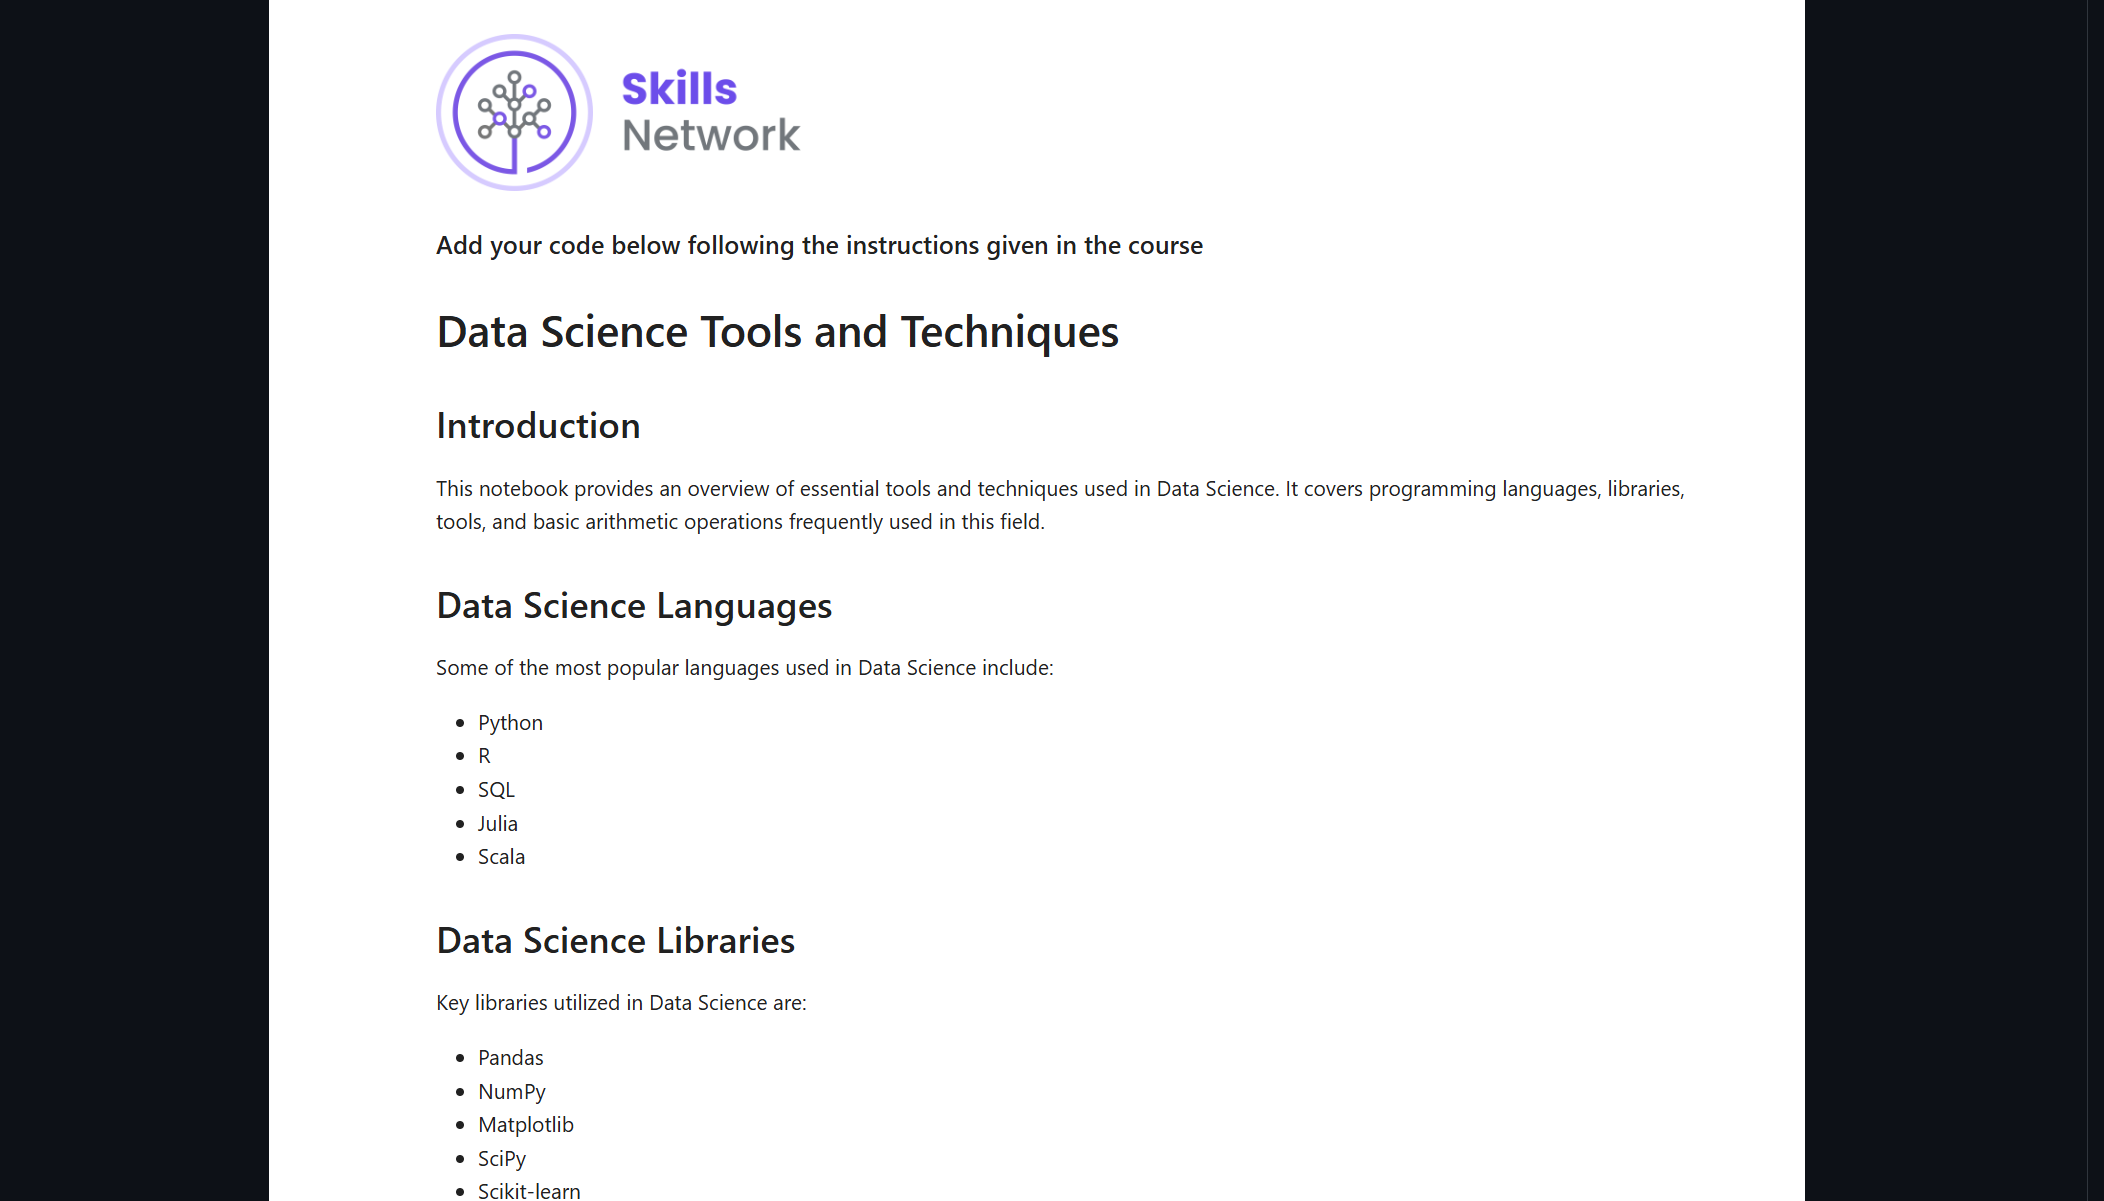 Skills
Network
Add your code below following the instructions given in the course
Data Science Tools and Techniques
Introduction
This notebook provides an overview of essential tools and techniques used in Data Science. It covers programming languages, libraries,
tools, and basic arithmetic operations frequently used in this field.
Data Science Languages
Some of the most popular languages used in Data Science include:
• Python
• R
• SQL
• Julia
• Scala
Data Science Libraries
Key libraries utilized in Data Science are:
• Pandas
• NumPy
• Matplotlib
• SciPy
• Scikit-learn